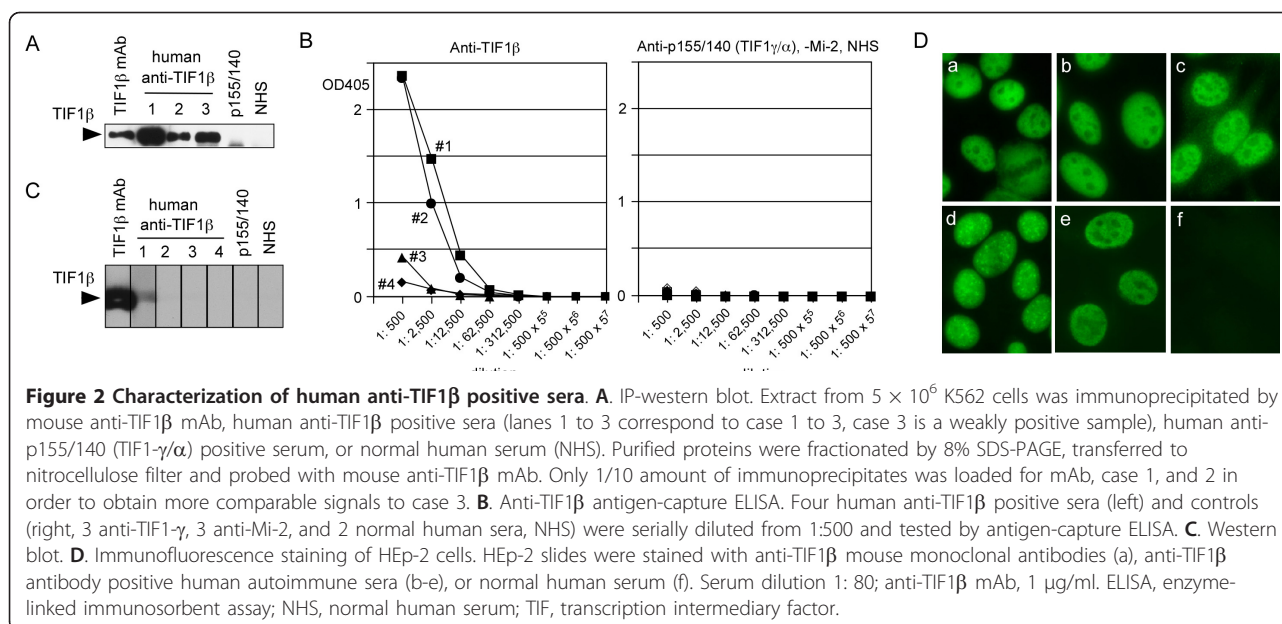 A
TIF1β mAb
human
anti-TIF1β
1 2 3
p155/140
NHS
TIF1β
B
Anti-TIF1β
OD405
2
1
0
#1
#2
#3
#4
1: 500
1: 2,500
1:12,500
1: 62,500
1: 312,500
1: 500 x 5⁵
1: 500 x 5⁶
1: 500 x 5⁷
Anti-p155/140 (TIF1γ/α), -Mi-2, NHS
2
1
0
1: 500
1: 2,500
1:12,500
1: 62,500
1: 312,500
1: 500 x 5⁵
1: 500 x 5⁶
1: 500 x 5⁷
C
TIF1β mAb
human
anti-TIF1β
1 2 3 4
p155/140
NHS
TIF1β
D
a b c
d e f
Figure 2 Characterization of human anti-TIF1β positive sera. A. IP-western blot. Extract from 5 × 10⁶ K562 cells was immunoprecipitated by
mouse anti-TIF1β mAb, human anti-TIF1β positive sera (lanes 1 to 3 correspond to case 1 to 3, case 3 is a weakly positive sample), human anti-
p155/140 (TIF1-γ/α) positive serum, or normal human serum (NHS). Purified proteins were fractionated by 8% SDS-PAGE, transferred to
nitrocellulose filter and probed with mouse anti-TIF1β mAb. Only 1/10 amount of immunoprecipitates was loaded for mAb, case 1, and 2 in
order to obtain more comparable signals to case 3. B. Anti-TIF1β antigen-capture ELISA. Four human anti-TIF1β positive sera (left) and controls
(right, 3 anti-TIF1-γ, 3 anti-Mi-2, and 2 normal human sera, NHS) were serially diluted from 1:500 and tested by antigen-capture ELISA. C. Western
blot. D. Immunofluorescence staining of HEp-2 cells. HEp-2 slides were stained with anti-TIF1β mouse monoclonal antibodies (a), anti-TIF1β
antibody positive human autoimmune sera (b-e), or normal human serum (f). Serum dilution 1: 80; anti-TIF1β mAb, 1 μg/ml. ELISA, enzyme-
linked immunosorbent assay; NHS, normal human serum; TIF, transcription intermediary factor.